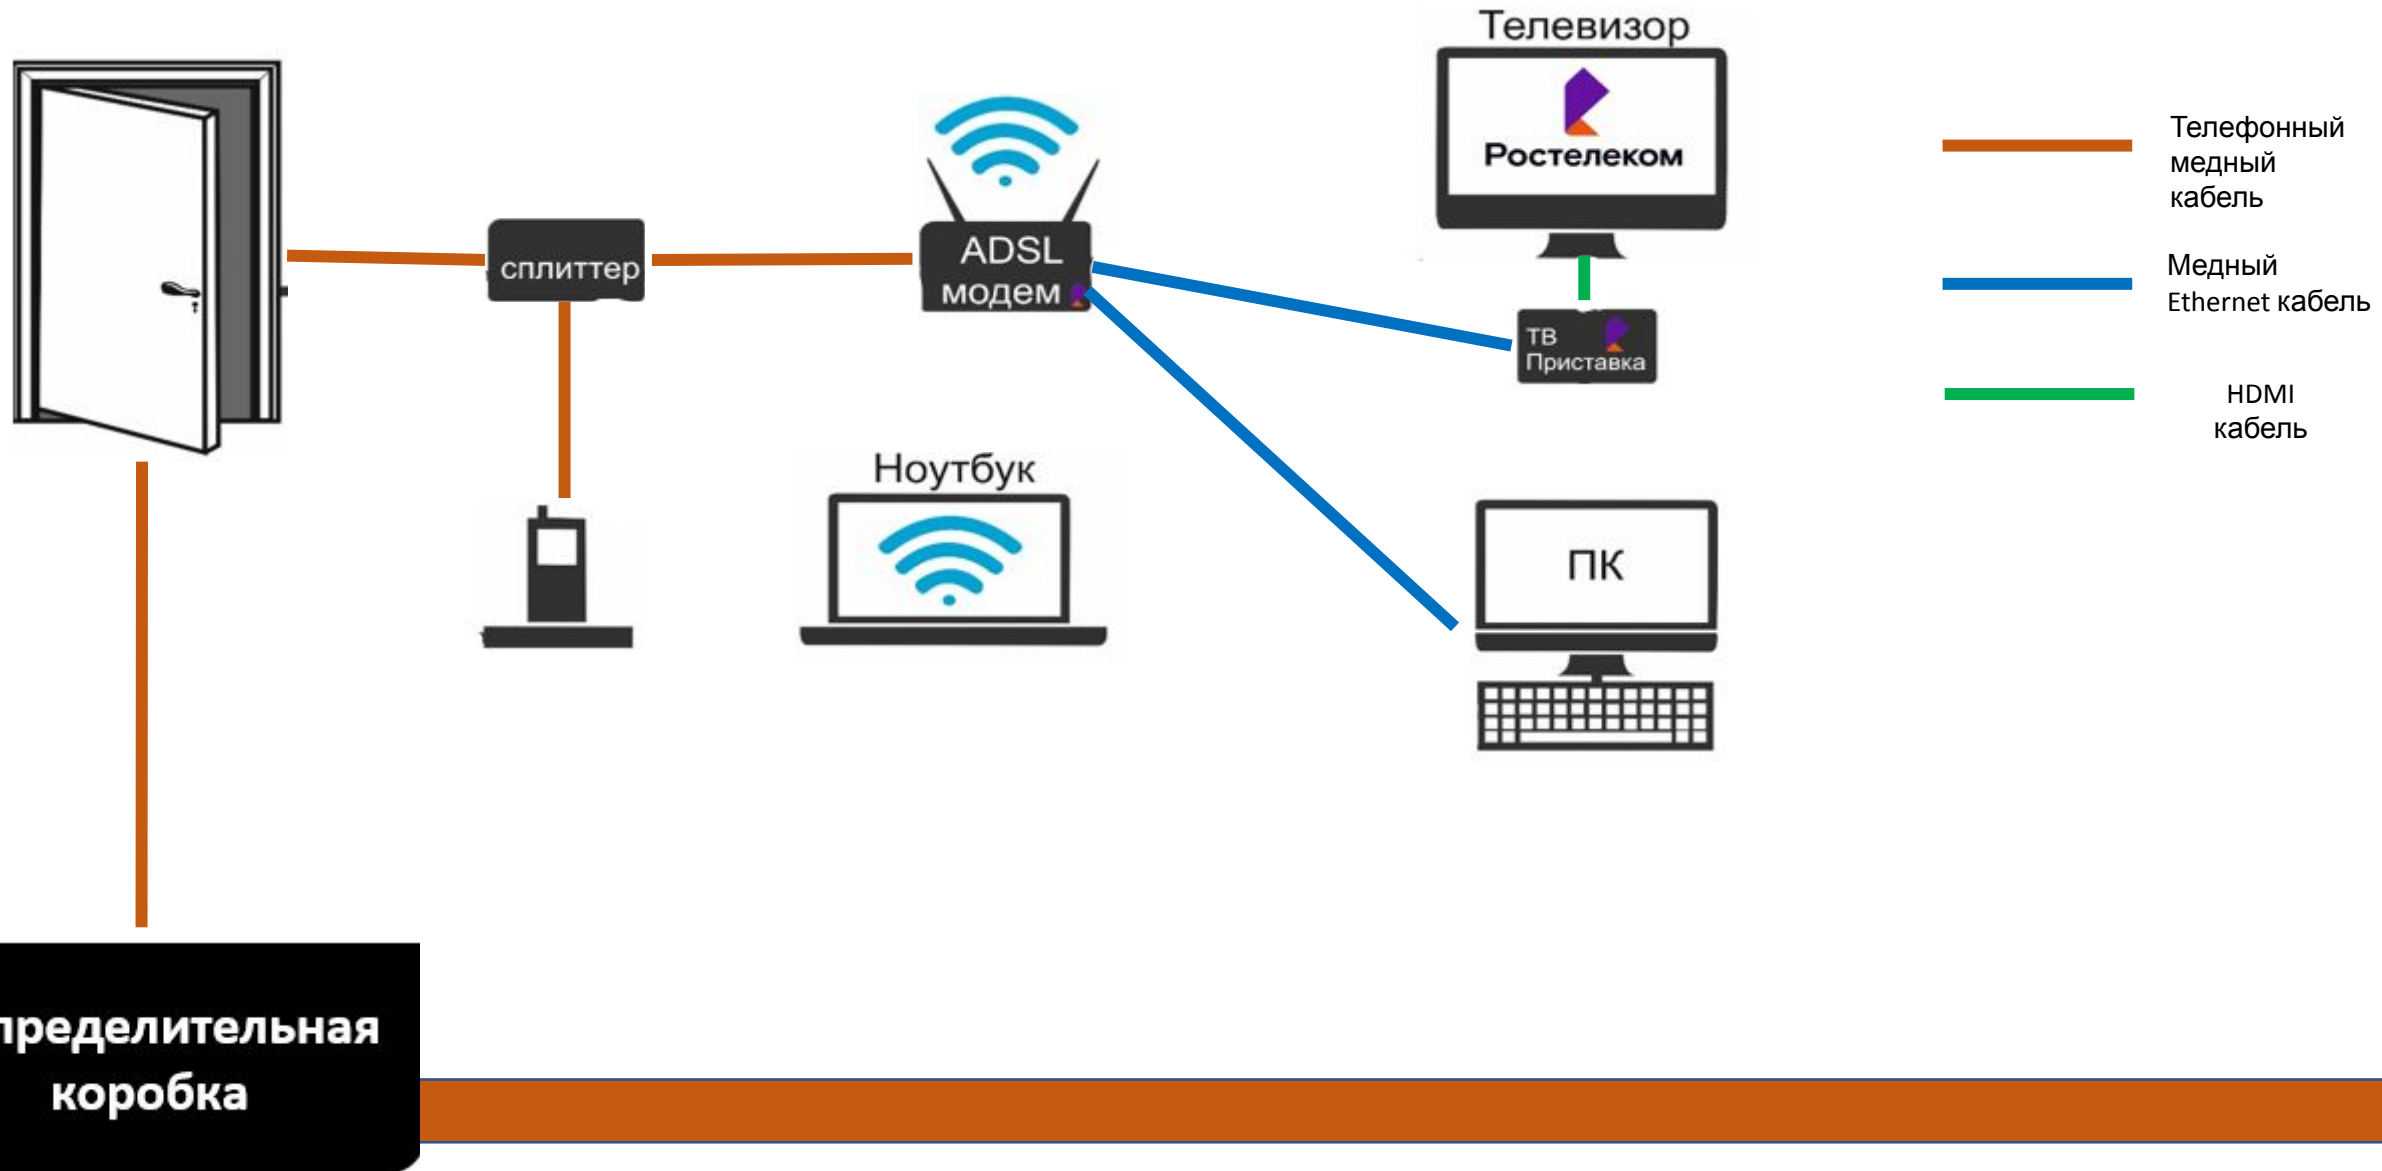 Телевизор
Ростелеком
Телефонный
медный
кабель
сплиттер
ADSL
модем
Медный
Ethernet кабель
ТВ
Приставка
HDMI
кабель
Ноутбук
ПК
пределительная
коробка